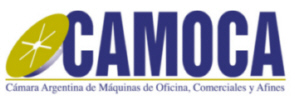 CAMOCA
Cámara Argentina de Máquinas de Oficina, Comerciales y Afines